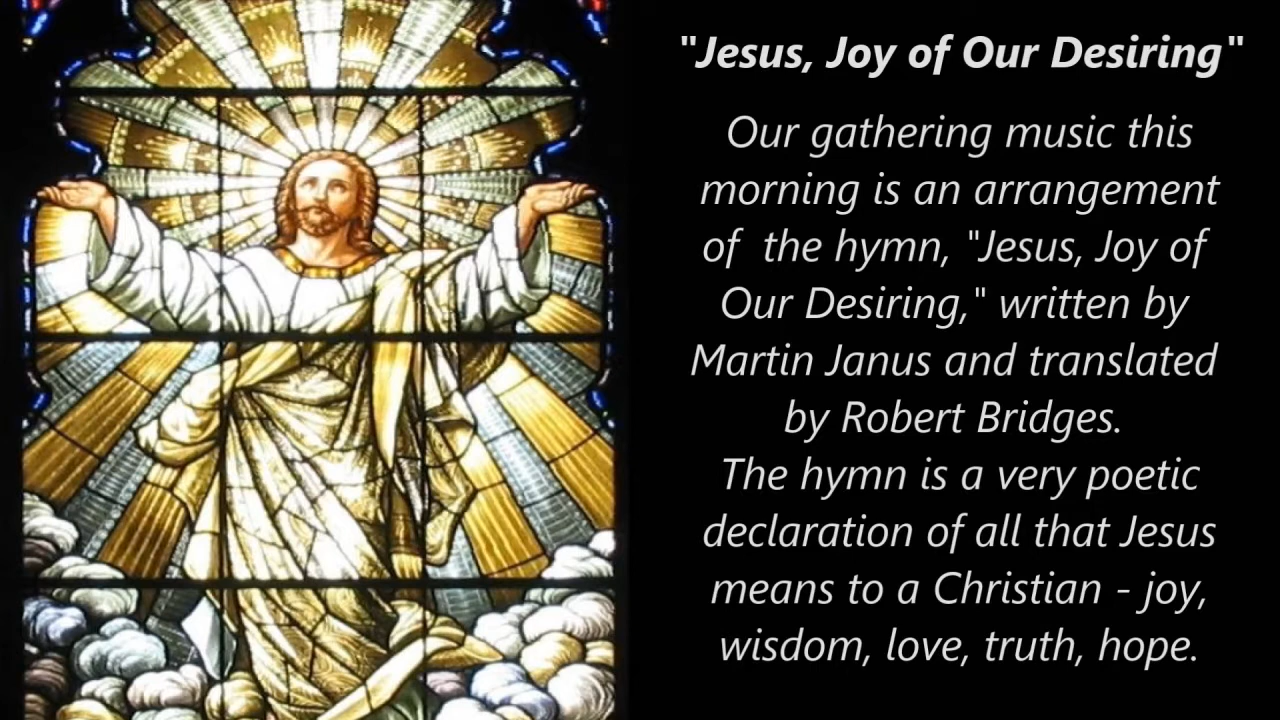 "Jesus, Joy of Our Desiring"
Our gathering music this
morning is an arrangement
of  the hymn, "Jesus, Joy of
Our Desiring," written by
Martin Janus and translated
by Robert Bridges.
The hymn is a very poetic
declaration of all that Jesus
means to a Christian - joy,
wisdom, love, truth, hope.